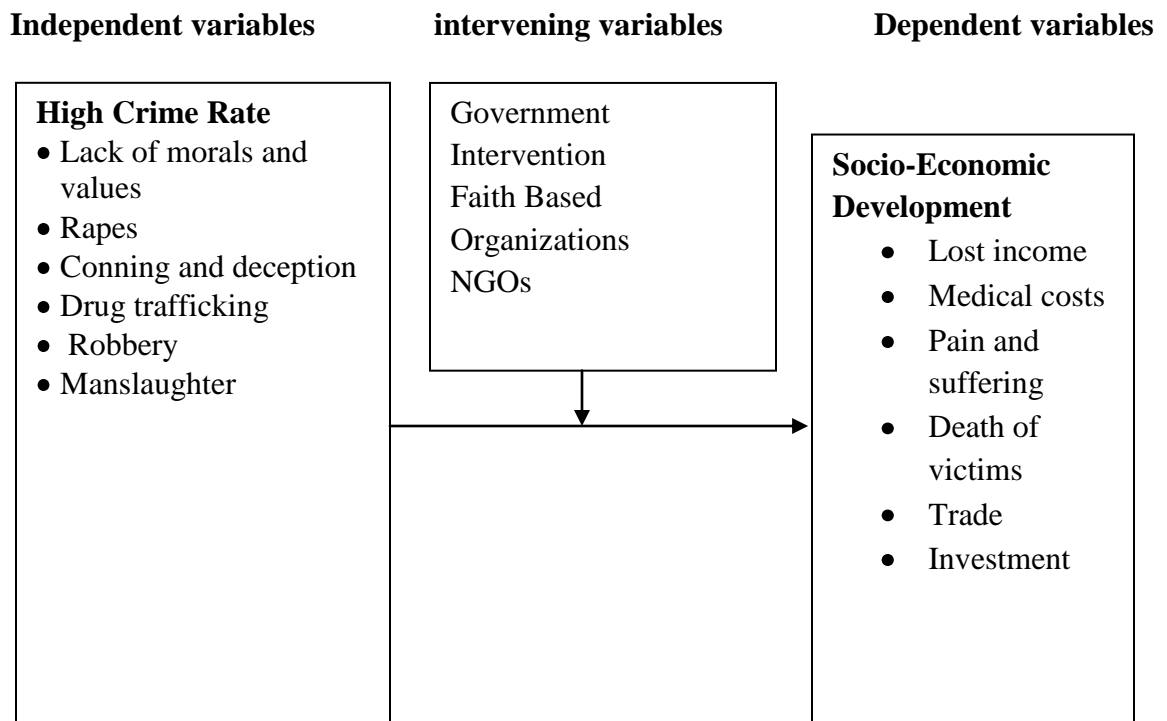 Independent variables intervening variables Dependent variables
High Crime Rate
• Lack of morals and
values
• Rapes
• Conning and deception
• Drug trafficking
• Robbery
• Manslaughter
Government
Intervention
Faith Based
Organizations
NGOs
Socio-Economic
Development
• Lost income
• Medical costs
• Pain and
suffering
• Death of
victims
• Trade
• Investment